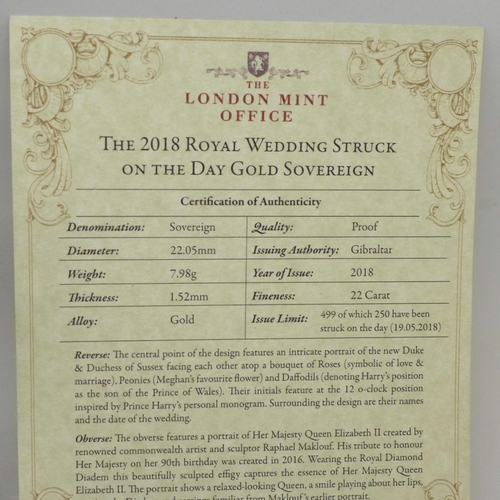 THE
LONDON MINT
OFFICE
THE 2018 ROYAL WEDDING STRUCK
ON THE DAY GOLD SOVEREIGN
Certification of Authenticity
Denomination: Sovereign Quality: Proof
Diameter: 22.05mm Issuing Authority: Gibraltar
Weight: 7.98g Year of Issue: 2018
Thickness: 1.52mm Fineness: 22 Carat
Alloy: Gold Issue Limit: 499 of which 250 have been
struck on the day (19.05.2018)
Reverse: The central point of the design features an intricate portrait of the new Duke
& Duchess of Sussex facing each other atop a bouquet of Roses (symbolic of love &
marriage), Peonies (Meghan's favourite flower) and Daffodils (denoting Harry's position
as the son of the Prince of Wales). Their initials feature at the 12 o-clock position
inspired by Prince Harry's personal monogram. Surrounding the design are their names
and the date of the wedding.
Obverse: The obverse features a portrait of Her Majesty Queen Elizabeth II created by
renowned commonwealth artist and sculptor Raphael Maklouf. His tribute to honour
Her Majesty on her 90th birthday was created in 2016. Wearing the Royal Diamond
Diadem this beautifully sculpted effigy captures the essence of Her Majesty Queen
Elizabeth II. The portrait shows a relaxed-looking Queen, a smile playing about her lips,
familiar from Maklouf's earlier portrait.